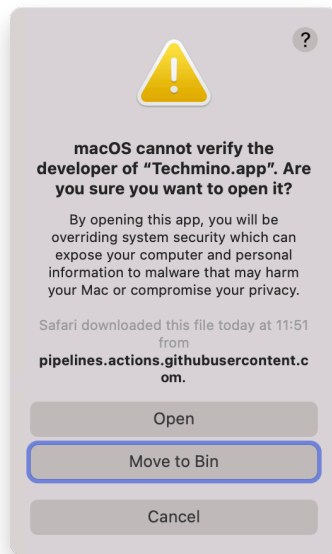 ?
macOS cannot verify the
developer of “Techmino.app”. Are
you sure you want to open it?
By opening this app, you will be
overriding system security which can
expose your computer and personal
information to malware that may harm
your Mac or compromise your privacy.
Safari downloaded this file today at 11:51
from
pipelines.actions.githubusercontent.c
om.
Open
Move to Bin
Cancel